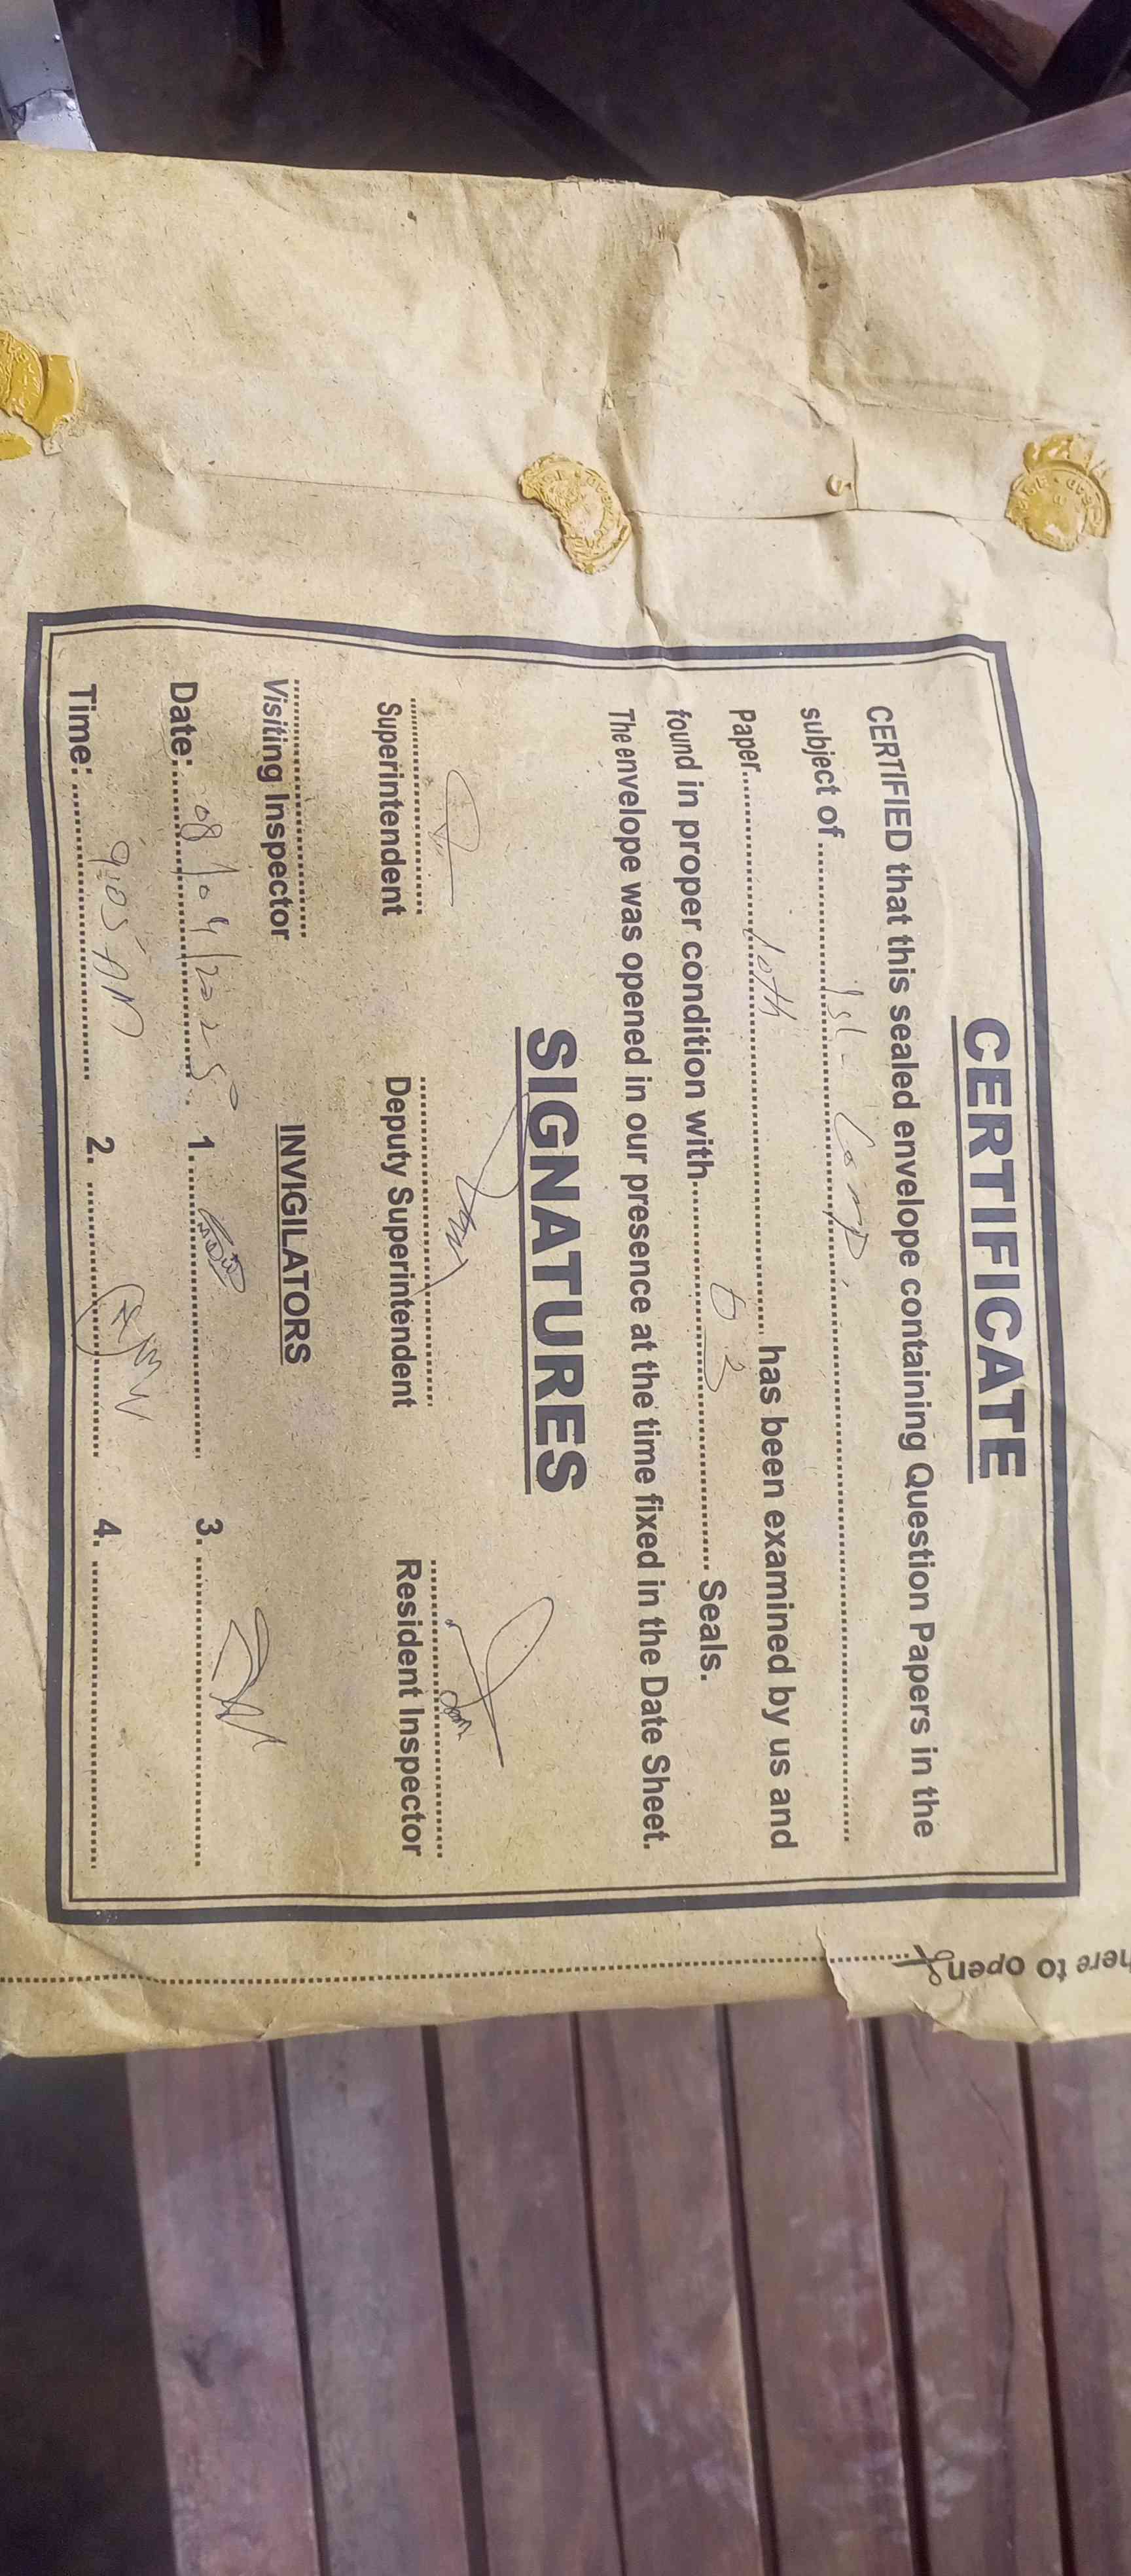 CERTIFICATE
CERTIFIED that this sealed envelope containing Question Papers in the
subject of.......... Isl - Comp ..........
Paper.......... 10th .......... has been examined by us and
found in proper condition with.......... 03 .......... Seals.
The envelope was opened in our presence at the time fixed in the Date Sheet.
SIGNATURES
Superintendent Deputy Superintendent Resident Inspector
Visiting Inspector INVIGILATORS
Date: 08/04/2025 1. .......... 3. ..........
Time: 9:05 AM 2. .......... 4. ..........
here to open